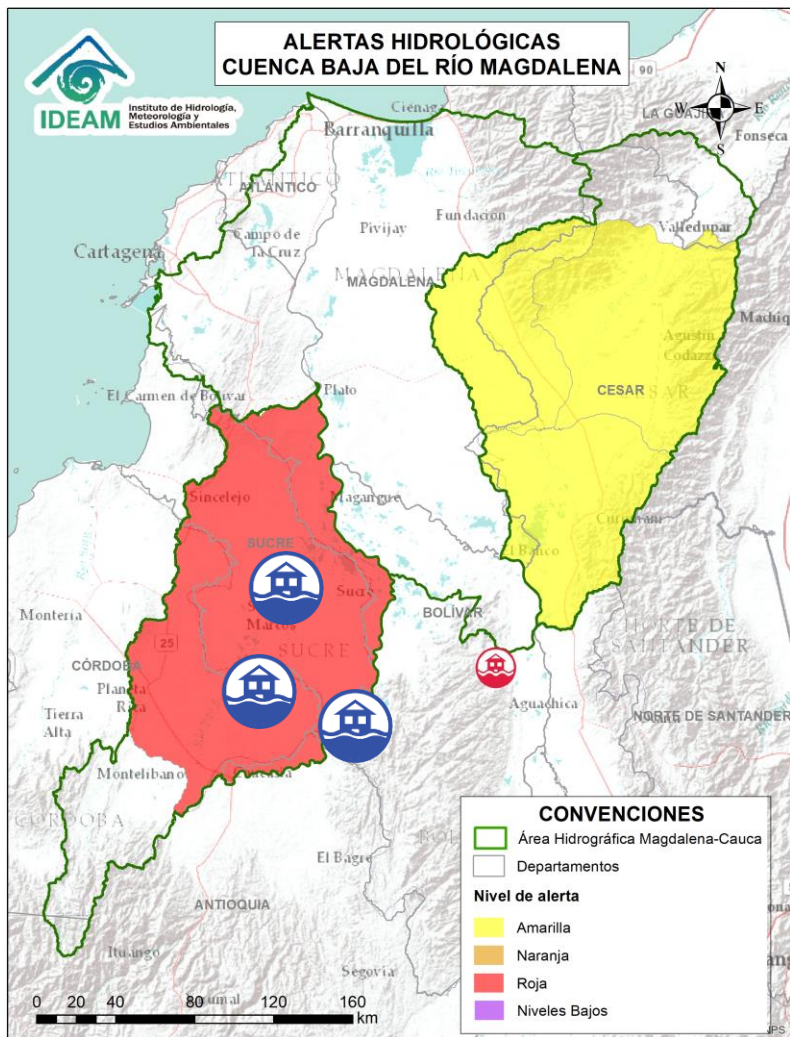 ALERTAS HIDROLÓGICAS
CUENCA BAJA DEL RÍO MAGDALENA
IDEAM
Instituto de Hidrología,
Meteorología y
Estudios Ambientales
N
W
E
S
90
Ciénaga
LA GUAJIRA
Barranquilla
Fonseca
ATLÁNTICO
Fundación
Pivijay
Valledupar
Campo de
la Cruz
Cartagena
MAGDALENA
MAGDALENA
Agustín
Codazzi
CESAR
El Carmen de Bolívar
Plato
Sincelejo
Magangue
Curumaní
SUCRE
El Banco
Sucre
BOLÍVAR
Montería
Marcos
SUCRE
NORTE DE
SANTANDER
25
CÓRDOBA
Planeta
Rica
Aguachica
Tierra
Alta
NORTE DE SANTANDER
Montelíbano
CÓRDOBA
El Bagre
ANTIOQUIA
Ituango
Segovia
CONVENCIONES
Área Hidrográfica Magdalena-Cauca
Departamentos
Nivel de alerta
Amarilla
Naranja
Roja
Niveles Bajos
0 20 40 80 120 160
km